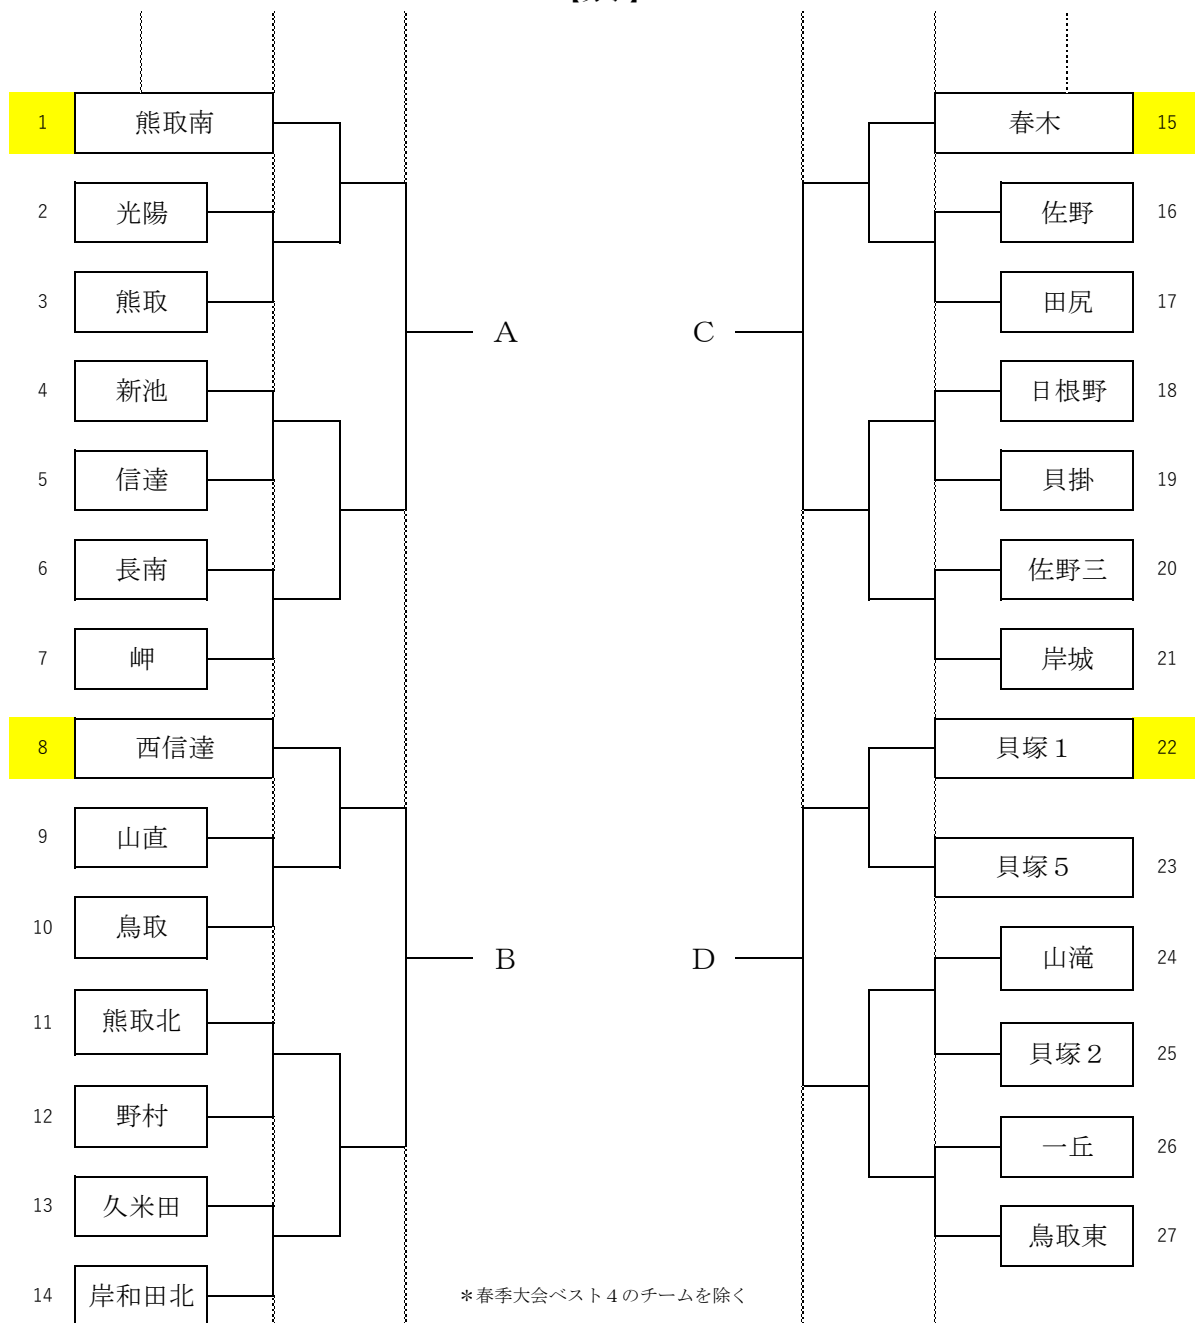 1 熊取南
2 光陽
3 熊取
4 新池
5 信達
6 長南
7 岬
8 西信達
9 山直
10 鳥取
11 熊取北
12 野村
13 久米田
14 岸和田北
A
B
C
D
春木 15
佐野 16
田尻 17
日根野 18
貝掛 19
佐野三 20
岸城 21
貝塚１ 22
貝塚５ 23
山滝 24
貝塚２ 25
一丘 26
鳥取東 27
＊春季大会ベスト４のチームを除く